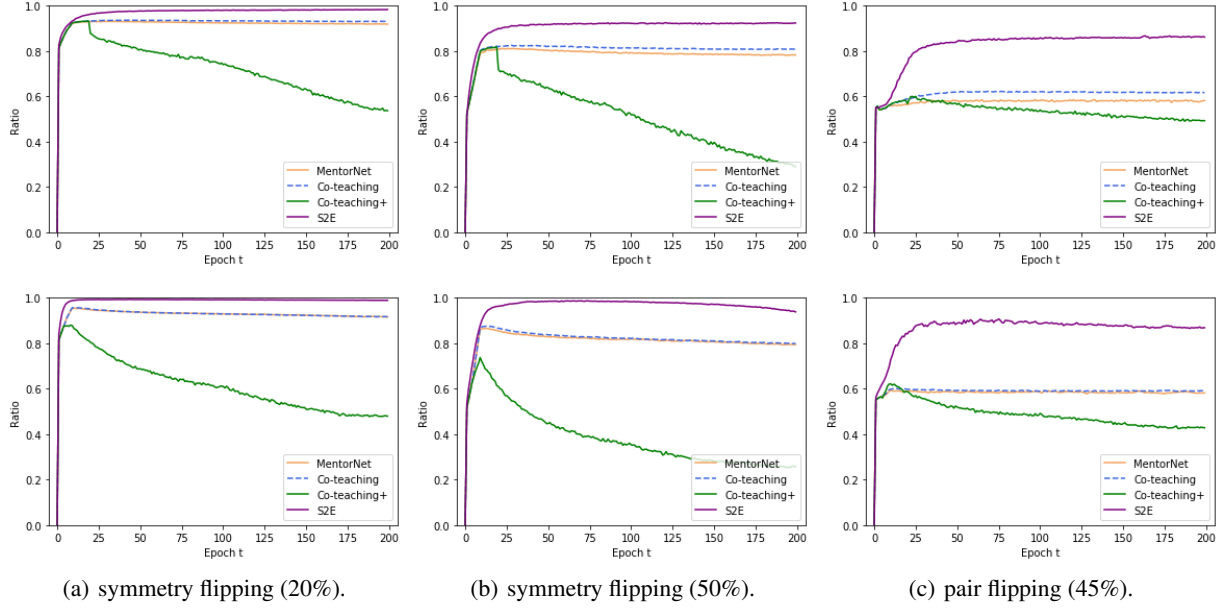 1.0
0.8
0.6
0.4
0.2
0.0
Ratio
0 25 50 75 100 125 150 175 200
Epoch t
MentorNet
Co-teaching
Co-teaching+
S2E
1.0
0.8
0.6
0.4
0.2
0.0
Ratio
0 25 50 75 100 125 150 175 200
Epoch t
MentorNet
Co-teaching
Co-teaching+
S2E
1.0
0.8
0.6
0.4
0.2
0.0
Ratio
0 25 50 75 100 125 150 175 200
Epoch t
MentorNet
Co-teaching
Co-teaching+
S2E
1.0
0.8
0.6
0.4
0.2
0.0
Ratio
0 25 50 75 100 125 150 175 200
Epoch t
MentorNet
Co-teaching
Co-teaching+
S2E
1.0
0.8
0.6
0.4
0.2
0.0
Ratio
0 25 50 75 100 125 150 175 200
Epoch t
MentorNet
Co-teaching
Co-teaching+
S2E
1.0
0.8
0.6
0.4
0.2
0.0
Ratio
0 25 50 75 100 125 150 175 200
Epoch t
MentorNet
Co-teaching
Co-teaching+
S2E
(a) symmetry flipping (20%).
(b) symmetry flipping (50%).
(c) pair flipping (45%).